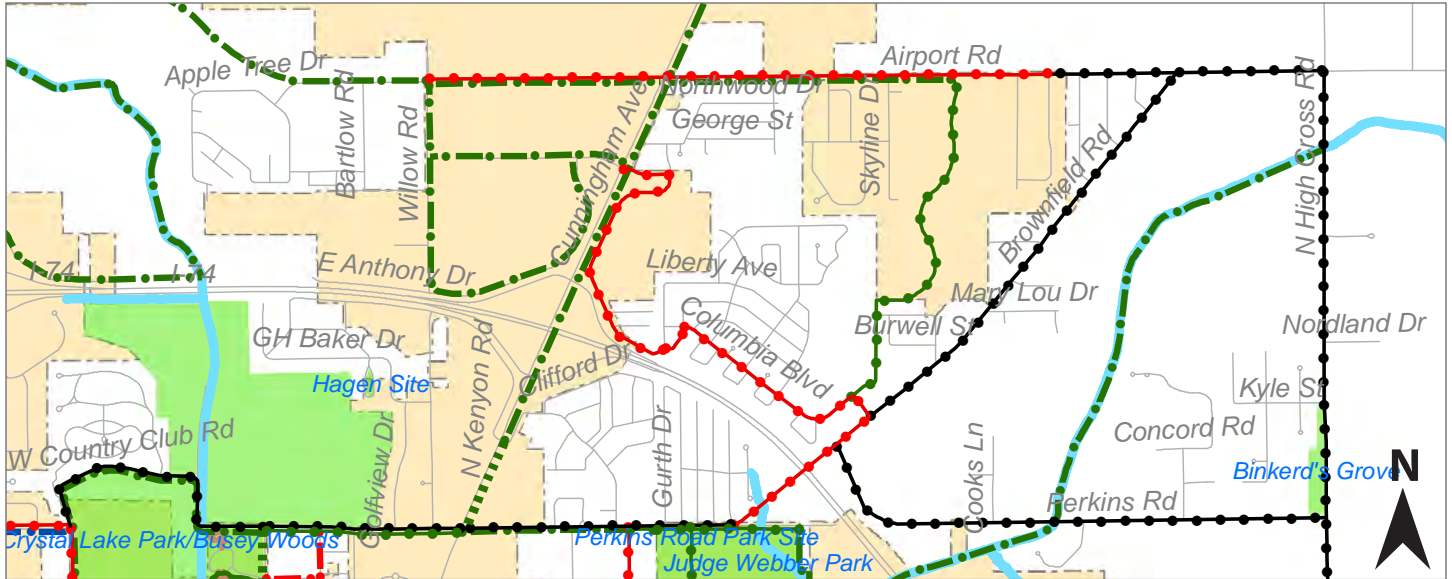 Airport Rd
Apple Tree Dr
Northwood Dr
George St
Bartlow Rd
Willow Rd
Cunningham Ave
Skyline Dr
Brownfield Rd
N High Cross Rd
I-74
I-74
E Anthony Dr
Liberty Ave
Mary Lou Dr
Burwell St
Columbia Blvd
Nordland Dr
GH Baker Dr
Hagen Site
N Kenyon Rd
Clifford Dr
Kyle St
W Country Club Rd
Golfview Dr
Gurth Dr
Cooks Ln
Concord Rd
Binkerd's Grove
N
Perkins Rd
Crystal Lake Park/Busey Woods
Perkins Road Park Site
Judge Webber Park